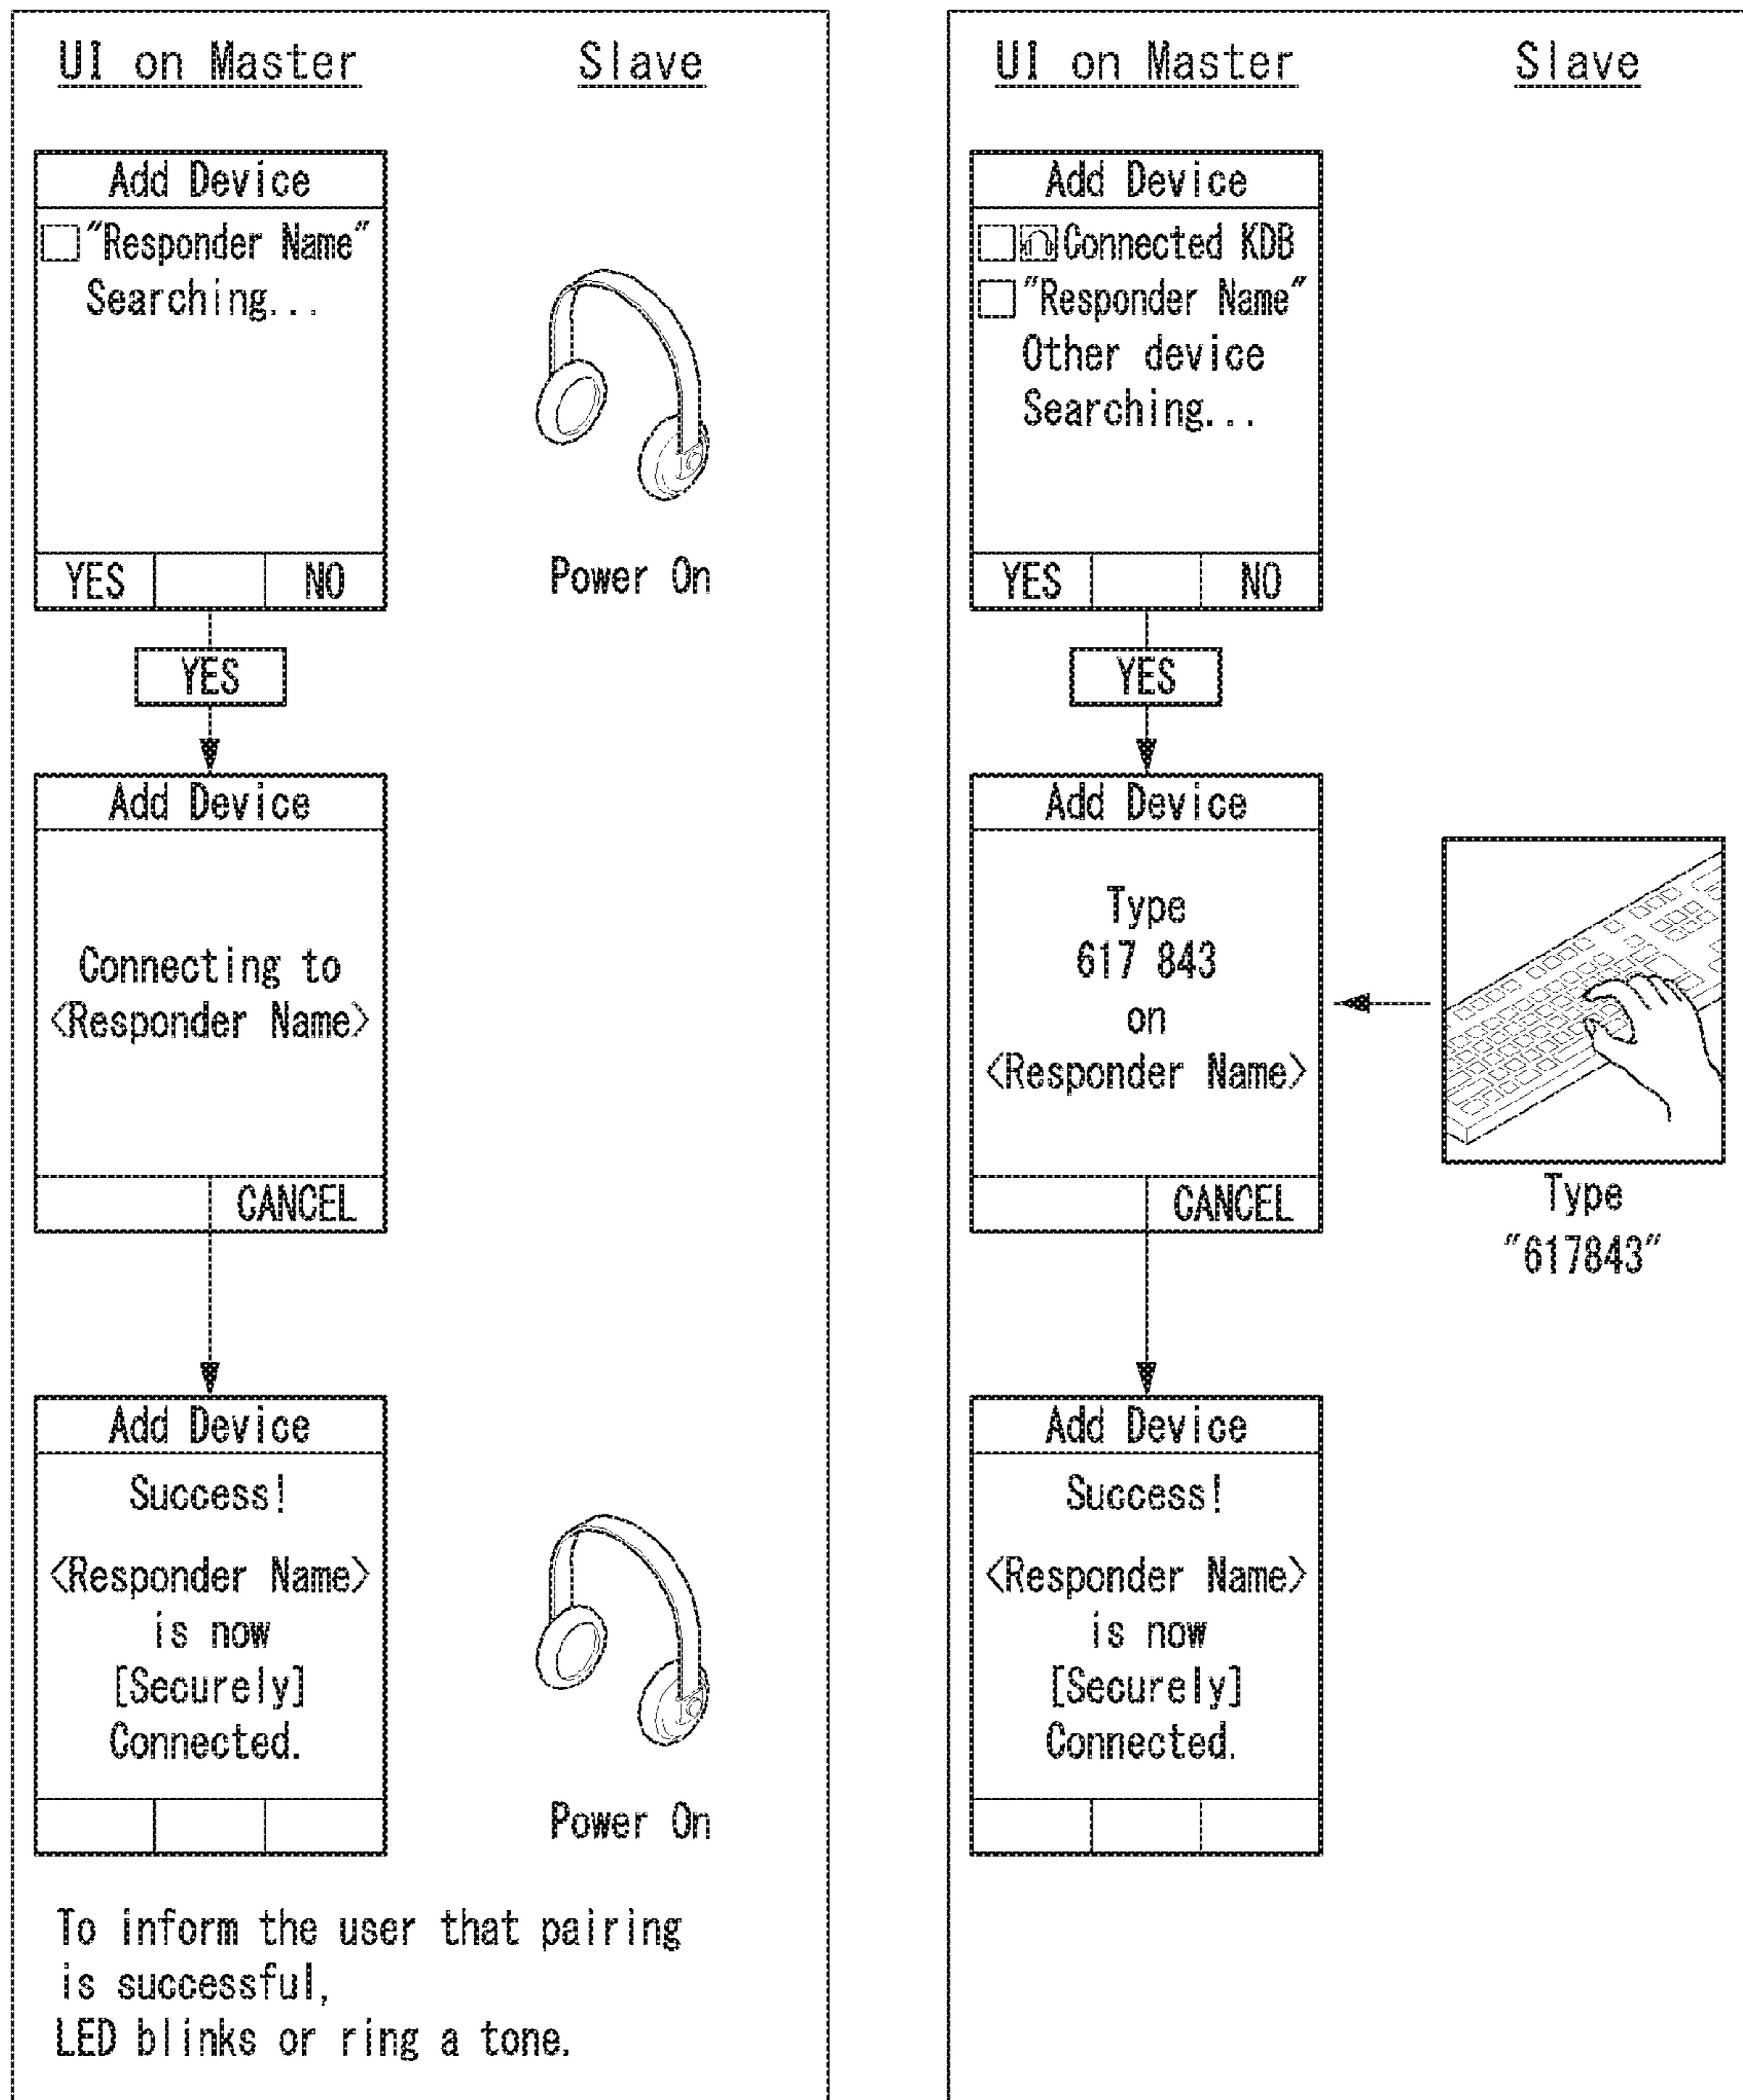 UI on Master
Slave
Add Device
"Responder Name"
Searching...
YES
NO
Power On
YES
Add Device
Connecting to
<Responder Name>
CANCEL
Add Device
Success!
<Responder Name>
is now
[Securely]
Connected.
Power On
To inform the user that pairing
is successful,
LED blinks or ring a tone.
UI on Master
Slave
Add Device
Connected KDB
"Responder Name"
Other device
Searching...
YES
NO
YES
Add Device
Type
617 843
on
<Responder Name>
CANCEL
Type
"617843"
Add Device
Success!
<Responder Name>
is now
[Securely]
Connected.